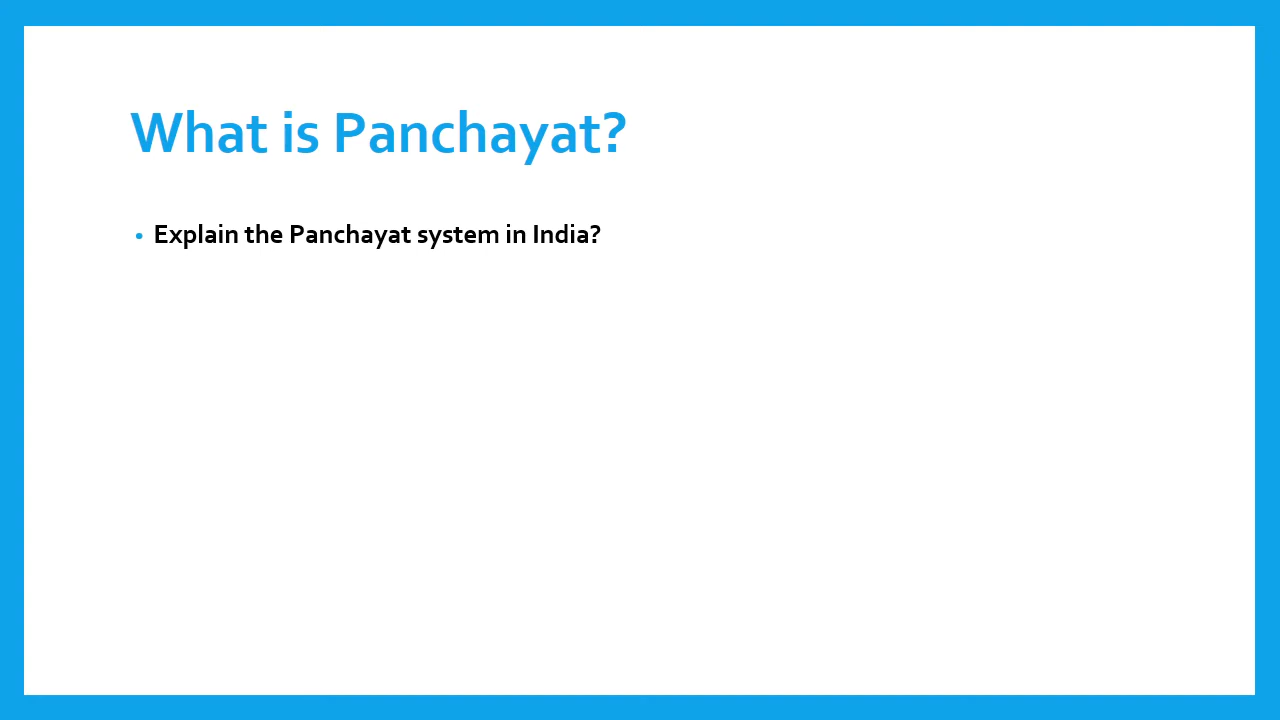 What is Panchayat?
• Explain the Panchayat system in India?